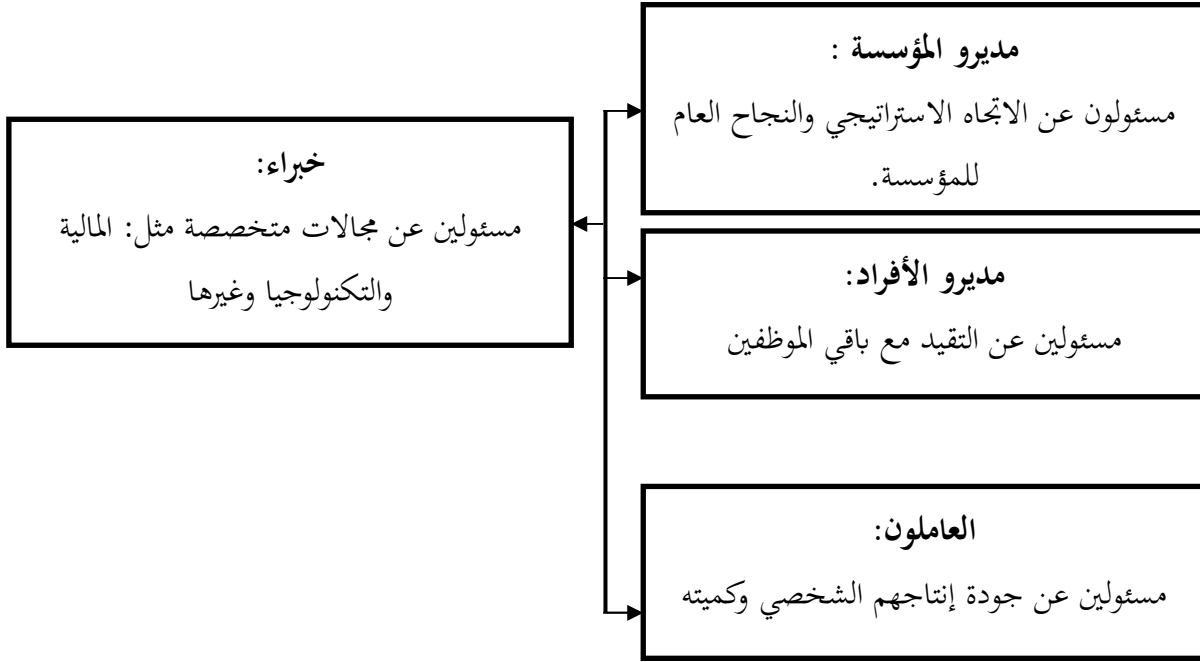 مديرو المؤسسة :
مسئولون عن الاتجاه الاستراتيجي والنجاح العام
للمؤسسة.
خبراء:
مسئولين عن مجالات متخصصة مثل: المالية
والتكنولوجيا وغيرها
مديرو الأفراد:
مسئولين عن التقيد مع باقي الموظفين
العاملون:
مسئولين عن جودة إنتاجهم الشخصي وكميته